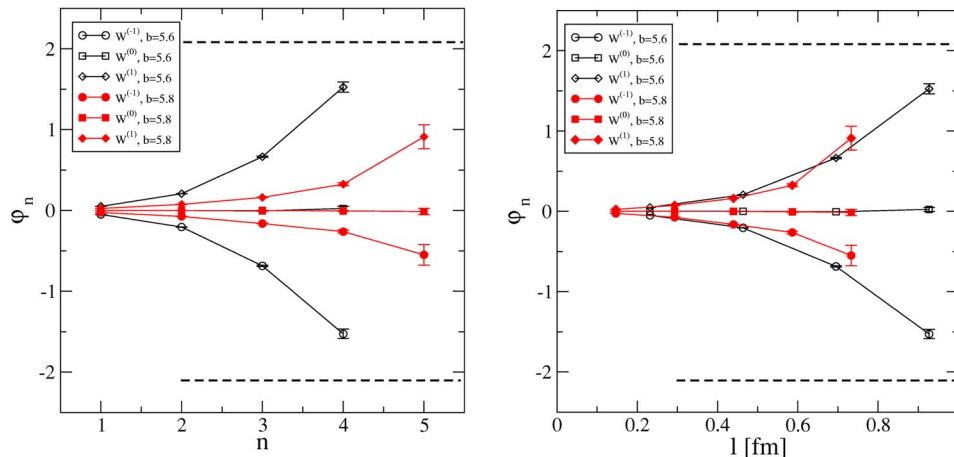 2
1
0
-1
-2
φn
1
2
3
4
5
n
W(-1), b=5.6
W(0), b=5.6
W(1), b=5.6
W(-1), b=5.8
W(0), b=5.8
W(1), b=5.8
2
1
0
-1
-2
φn
0
0.2
0.4
0.6
0.8
l [fm]
W(-1), b=5.6
W(0), b=5.6
W(1), b=5.6
W(-1), b=5.8
W(0), b=5.8
W(1), b=5.8